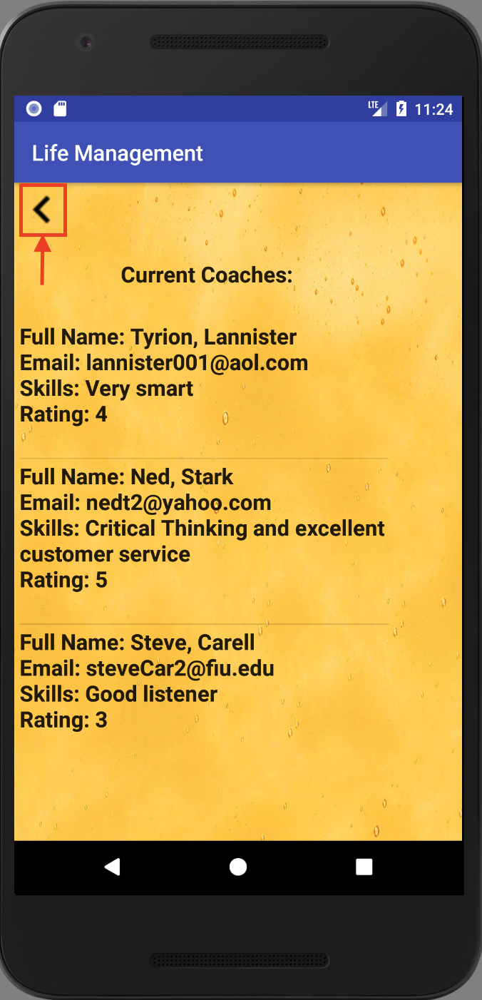 LTE 11:24
Life Management
Current Coaches:
Full Name: Tyrion, Lannister
Email: lannister001@aol.com
Skills: Very smart
Rating: 4
Full Name: Ned, Stark
Email: nedt2@yahoo.com
Skills: Critical Thinking and excellent
customer service
Rating: 5
Full Name: Steve, Carell
Email: steveCar2@fiu.edu
Skills: Good listener
Rating: 3